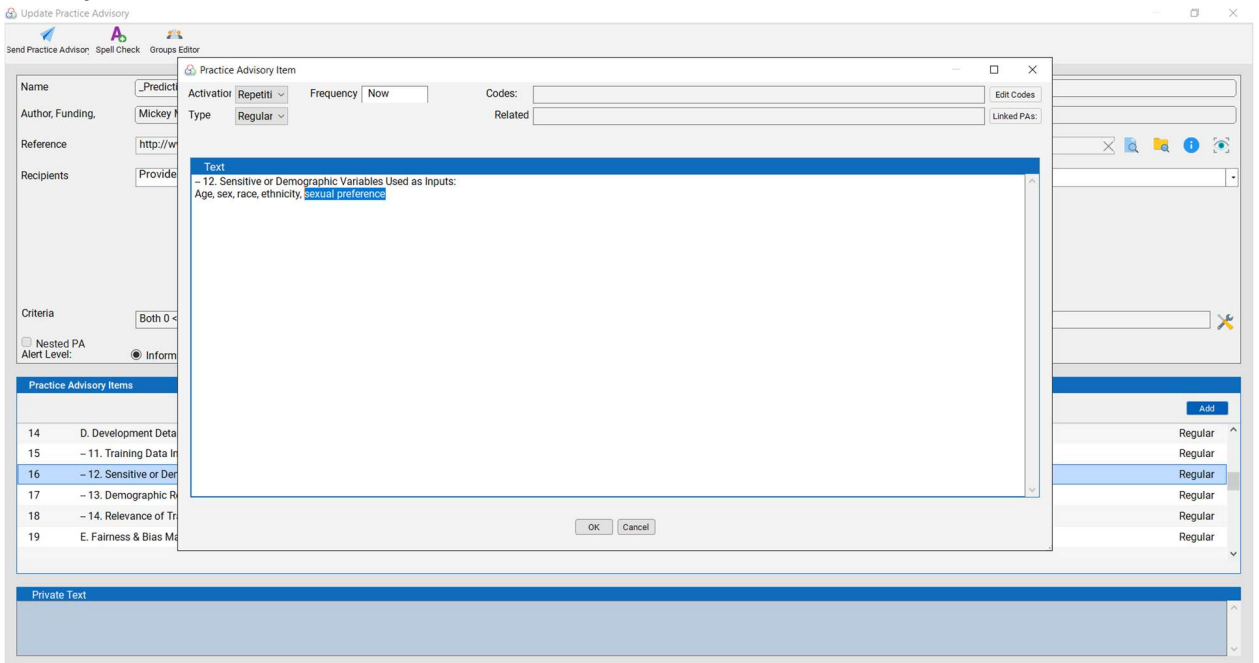 Update Practice Advisory
Send Practice Advisory Spell Check Groups Editor
Practice Advisory Item
Name _Predicti
Activation Repetiti Frequency Now Codes: Edit Codes
Author, Funding, Mickey
Type Regular Related Linked PAs:
Reference http://w
Text
Recipients Provide
– 12. Sensitive or Demographic Variables Used as Inputs:
Age, sex, race, ethnicity, sexual preference
Criteria Both 0 <
Nested PA
Alert Level: Inform
Practice Advisory Items
Add
14 D. Development Deta Regular
15 – 11. Training Data In Regular
16 – 12. Sensitive or Der Regular
17 – 13. Demographic R Regular
18 – 14. Relevance of Tr Regular
19 E. Fairness & Bias Ma Regular
OK Cancel
Private Text